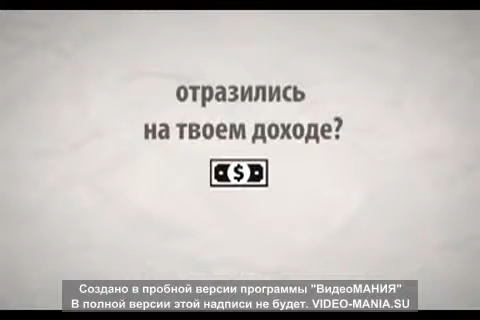 отразились
на твоем доходе?
$
Создано в пробной версии программы "ВидеоМАНИЯ"
В полной версии этой надписи не будет. VIDEO-MANIA.SU